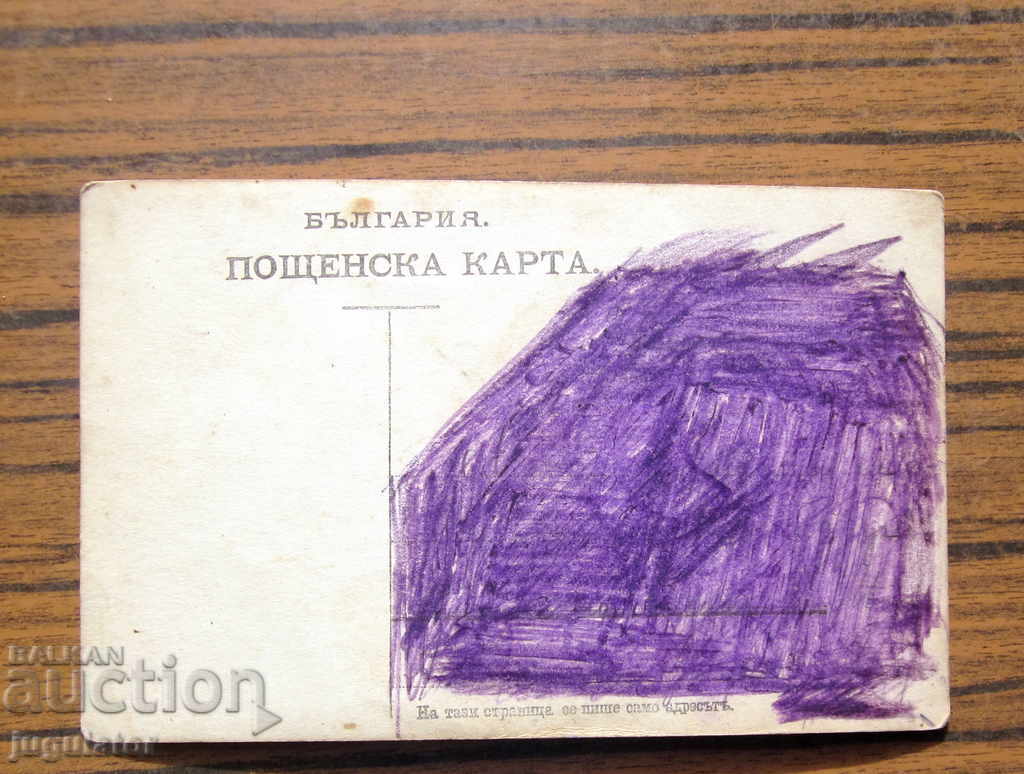 БЪЛГАРИЯ.
ПОЩЕНСКА КАРТА.
На тази страница се пише само адресътъ.
BALKAN
auction
jugulator